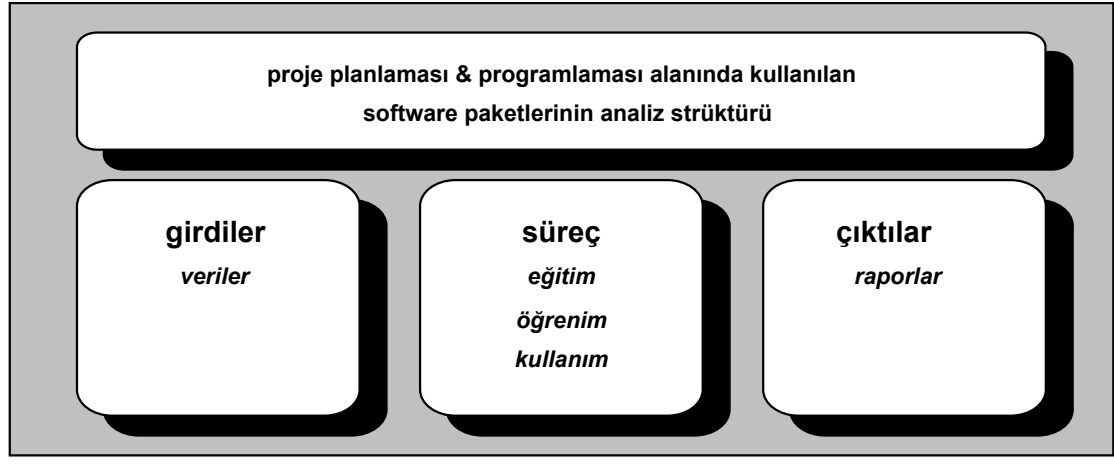 proje planlaması & programlaması alanında kullanılan
software paketlerinin analiz strüktürü
girdiler
veriler
süreç
eğitim
öğrenim
kullanım
çıktılar
raporlar